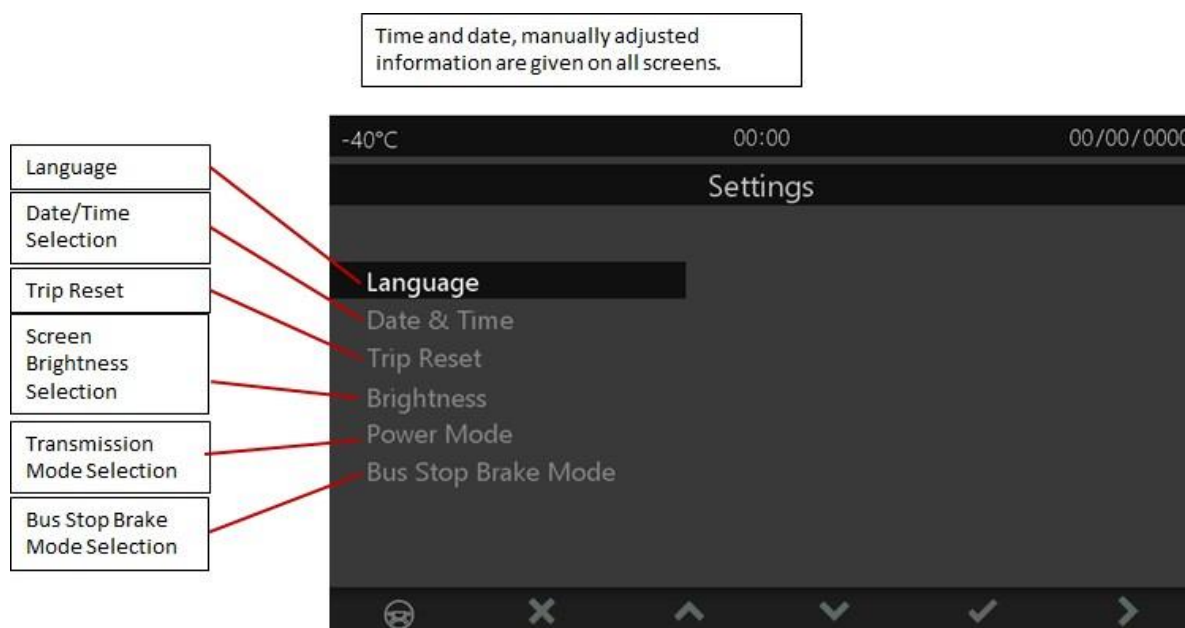 Time and date, manually adjusted
information are given on all screens.
-40°C 00:00 00/00/0000
Settings
Language
Date/Time
Selection
Trip Reset
Screen
Brightness
Selection
Transmission
Mode Selection
Bus Stop Brake
Mode Selection
Language
Date & Time
Trip Reset
Brightness
Power Mode
Bus Stop Brake Mode